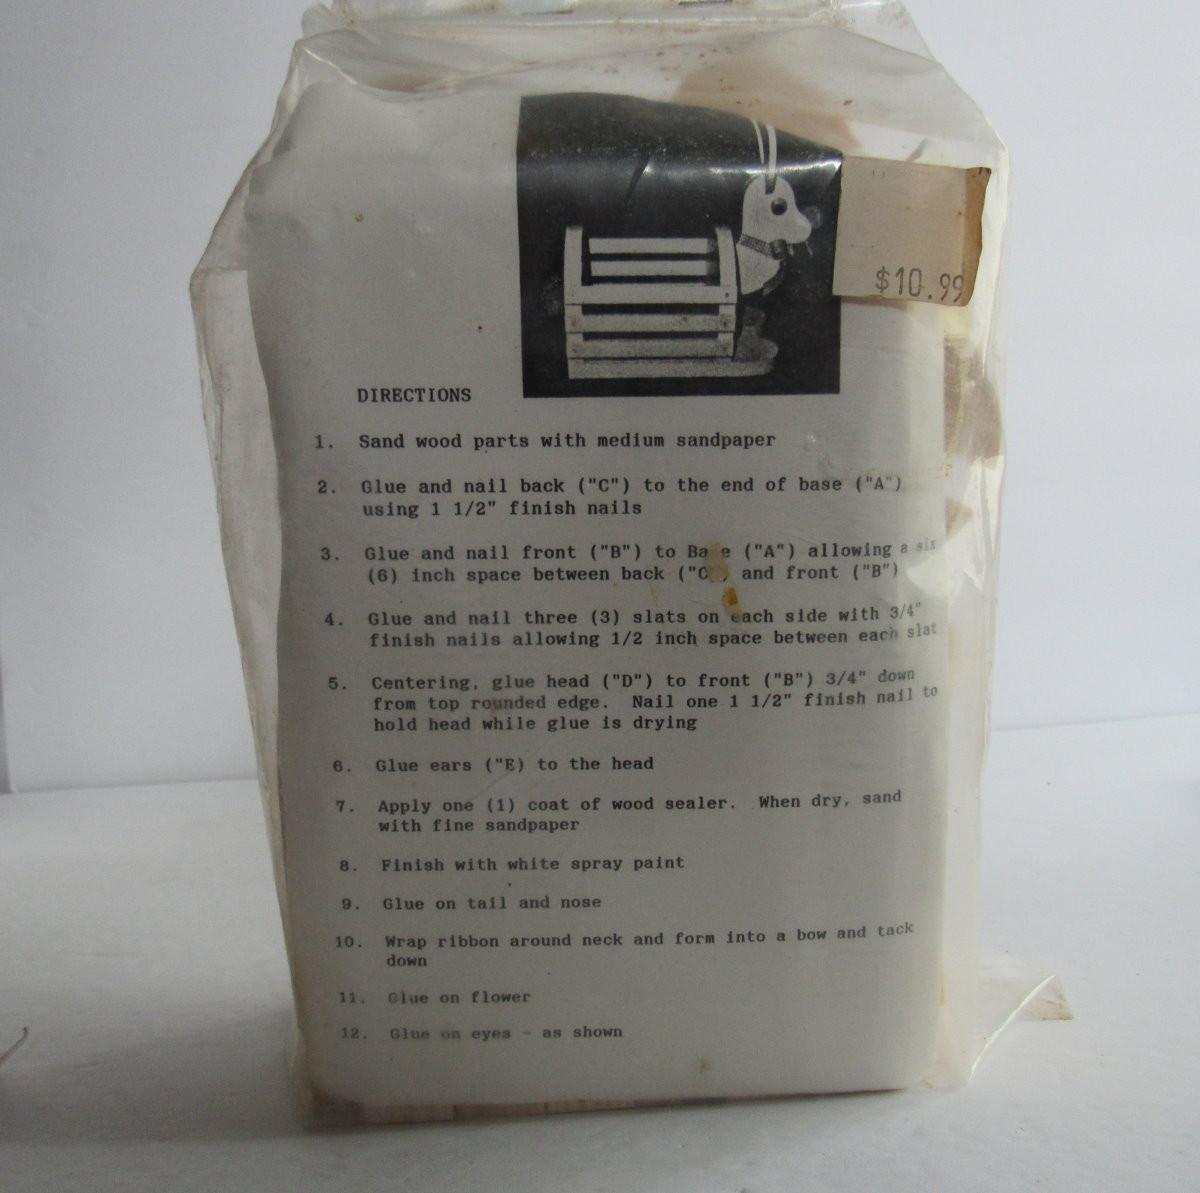 $10.99
DIRECTIONS
1. Sand wood parts with medium sandpaper
2. Glue and nail back ("C") to the end of base ("A")
using 1 1/2" finish nails
3. Glue and nail front ("B") to Base ("A") allowing a six
(6) inch space between back ("C") and front ("B")
4. Glue and nail three (3) slats on each side with 3/4"
finish nails allowing 1/2 inch space between each slat
5. Centering, glue head ("D") to front ("B") 3/4" down
from top rounded edge. Nail one 1 1/2" finish nail to
hold head while glue is drying
6. Glue ears ("E) to the head
7. Apply one (1) coat of wood sealer. When dry, sand
with fine sandpaper
8. Finish with white spray paint
9. Glue on tail and nose
10. Wrap ribbon around neck and form into a bow and tack
down
11. Glue on flower
12. Glue on eyes - as shown